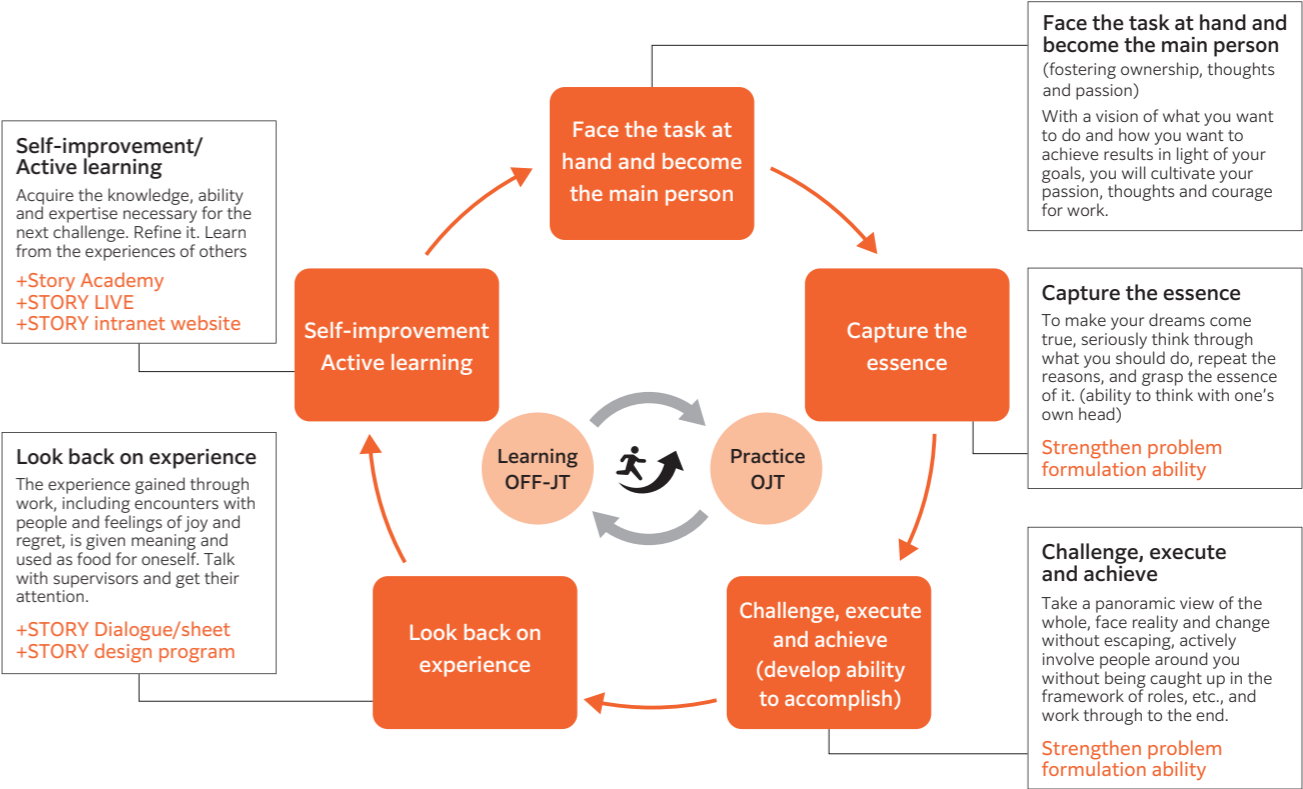 Face the task at hand and
become the main person
(fostering ownership, thoughts
and passion)
With a vision of what you want
to do and how you want to
achieve results in light of your
goals, you will cultivate your
passion, thoughts and courage
for work.
Face the task at
hand and become
the main person
Self-improvement/
Active learning
Acquire the knowledge, ability
and expertise necessary for the
next challenge. Refine it. Learn
from the experiences of others
+Story Academy
+STORY LIVE
+STORY intranet website
Self-improvement
Active learning
Capture the
essence
Capture the essence
To make your dreams come
true, seriously think through
what you should do, repeat the
reasons, and grasp the essence
of it. (ability to think with one's
own head)
Strengthen problem
formulation ability
Learning
OFF-JT
Practice
OJT
Look back on experience
The experience gained through
work, including encounters with
people and feelings of joy and
regret, is given meaning and
used as food for oneself. Talk
with supervisors and get their
attention.
+STORY Dialogue/sheet
+STORY design program
Look back on
experience
Challenge, execute
and achieve
(develop ability
to accomplish)
Challenge, execute
and achieve
Take a panoramic view of the
whole, face reality and change
without escaping, actively
involve people around you
without being caught up in the
framework of roles, etc., and
work through to the end.
Strengthen problem
formulation ability